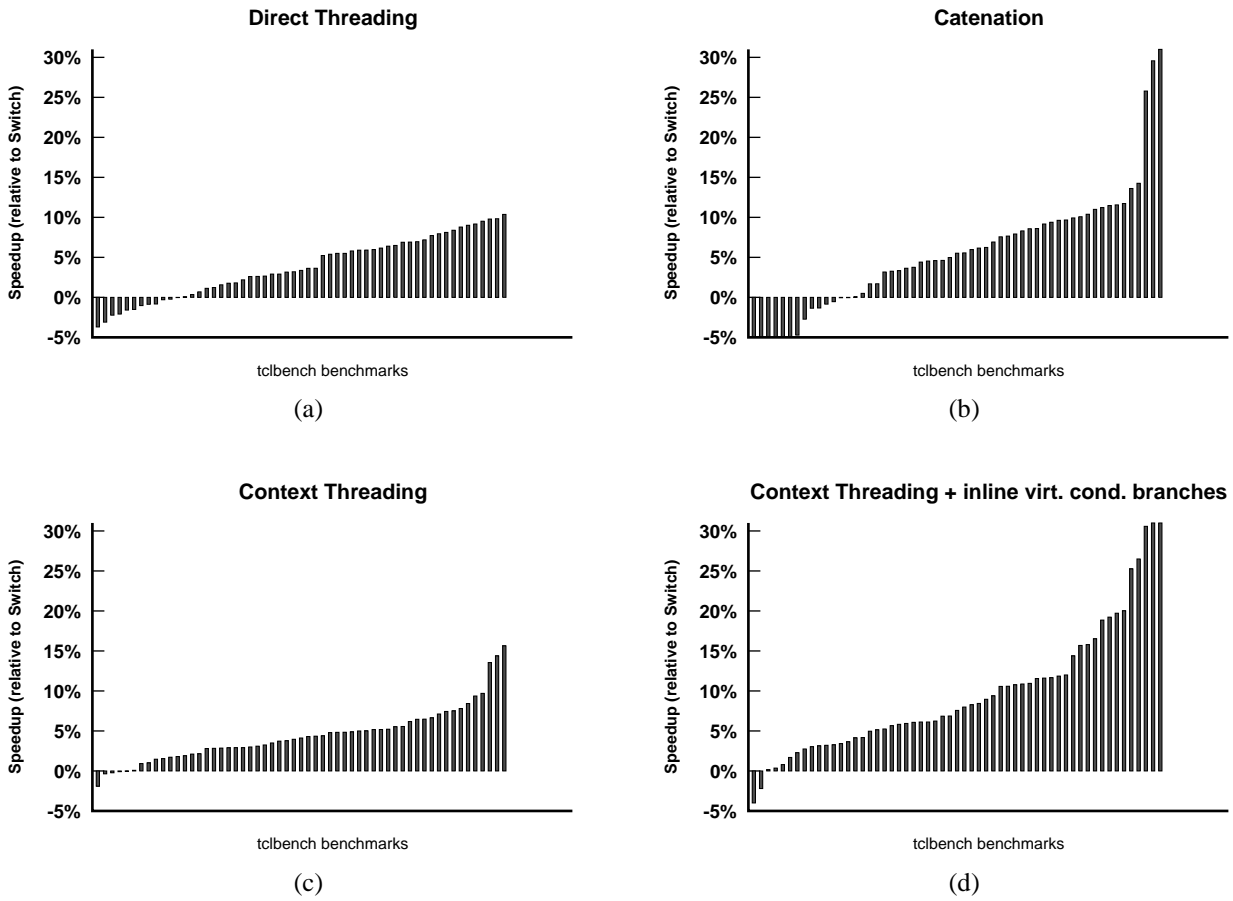 Direct Threading
Speedup (relative to Switch)
30%
25%
20%
15%
10%
5%
0%
-5%
tclbench benchmarks
(a)
Catenation
Speedup (relative to Switch)
30%
25%
20%
15%
10%
5%
0%
-5%
tclbench benchmarks
(b)
Context Threading
Speedup (relative to Switch)
30%
25%
20%
15%
10%
5%
0%
-5%
tclbench benchmarks
(c)
Context Threading + inline virt. cond. branches
Speedup (relative to Switch)
30%
25%
20%
15%
10%
5%
0%
-5%
tclbench benchmarks
(d)